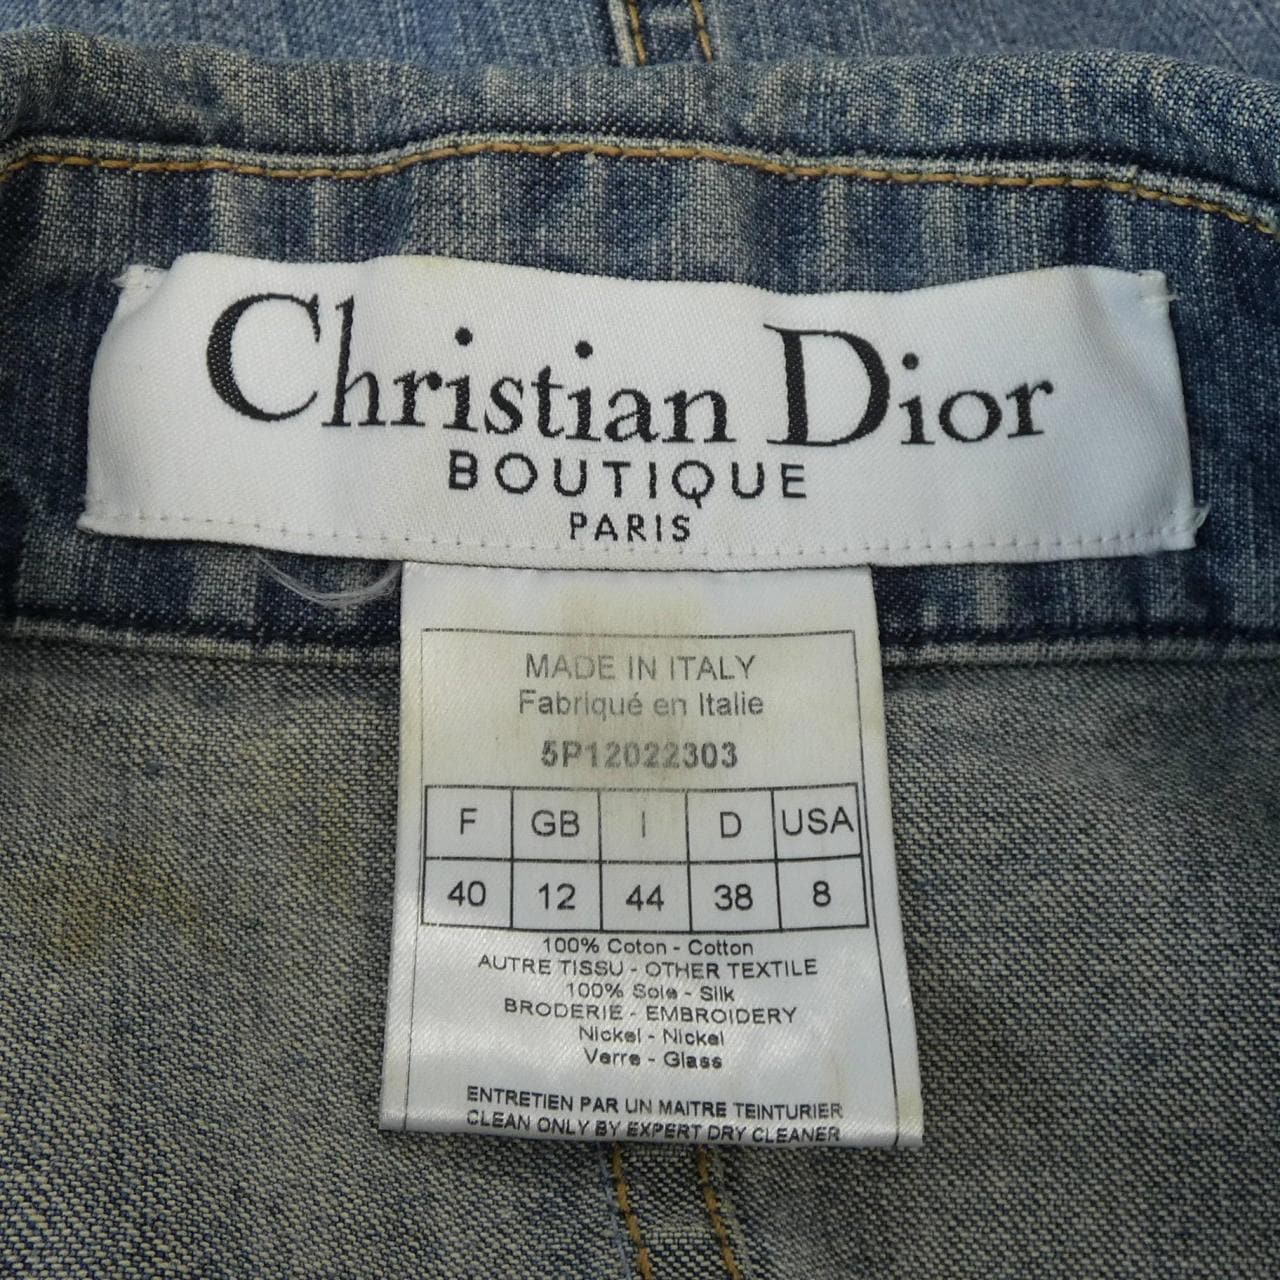 Christian Dior
BOUTIQUE
PARIS
MADE IN ITALY
Fabriqué en Italie
5P12022303
F GB I D USA
40 12 44 38 8
100% Coton - Cotton
AUTRE TISSU - OTHER TEXTILE
100% Soie - Silk
BRODERIE - EMBROIDERY
Nickel - Nickel
Verre - Glass
ENTRETIEN PAR UN MAITRE TEINTURIER
CLEAN ONLY BY EXPERT DRY CLEANER